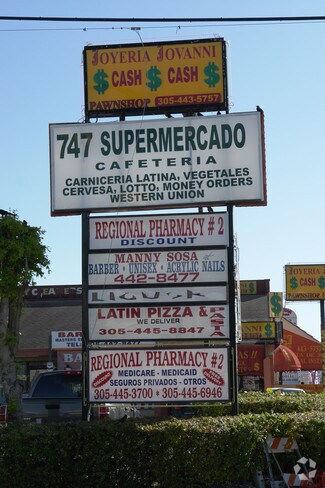 JOYERIA JOVANNI
$ CASH $ CASH $
PAWNSHOP 305-443-5757
747 SUPERMERCADO
CAFETERIA
CARNICERIA LATINA, VEGETALES
CERVESA, LOTTO, MONEY ORDERS
WESTERN UNION
REGIONAL PHARMACY # 2
DISCOUNT
MANNY SOSA
BARBER • UNISEX • ACRYLIC NAILS
442-8477
LIQUOR
LATIN PIZZA &
PASTA
WE DELIVER
305-445-8847
REGIONAL PHARMACY #2
MEDICARE - MEDICAID
SEGUROS PRIVADOS - OTROS
305-445-3700 • 305-445-6946
CASH